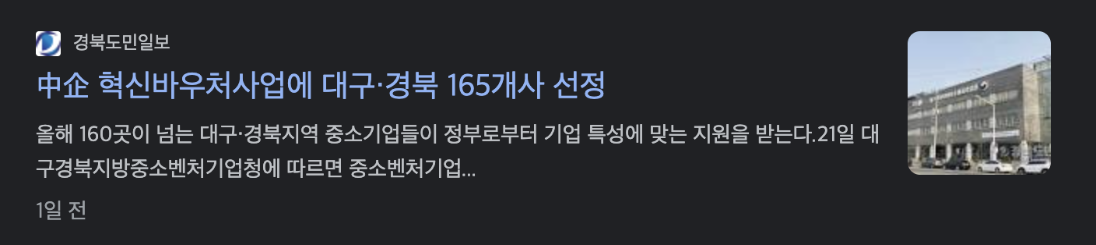 경북도민일보
中企 혁신바우처사업에 대구·경북 165개사 선정
올해 160곳이 넘는 대구·경북지역 중소기업들이 정부로부터 기업 특성에 맞는 지원을 받는다.21일 대
구경북지방중소벤처기업청에 따르면 중소벤처기업...
1일 전